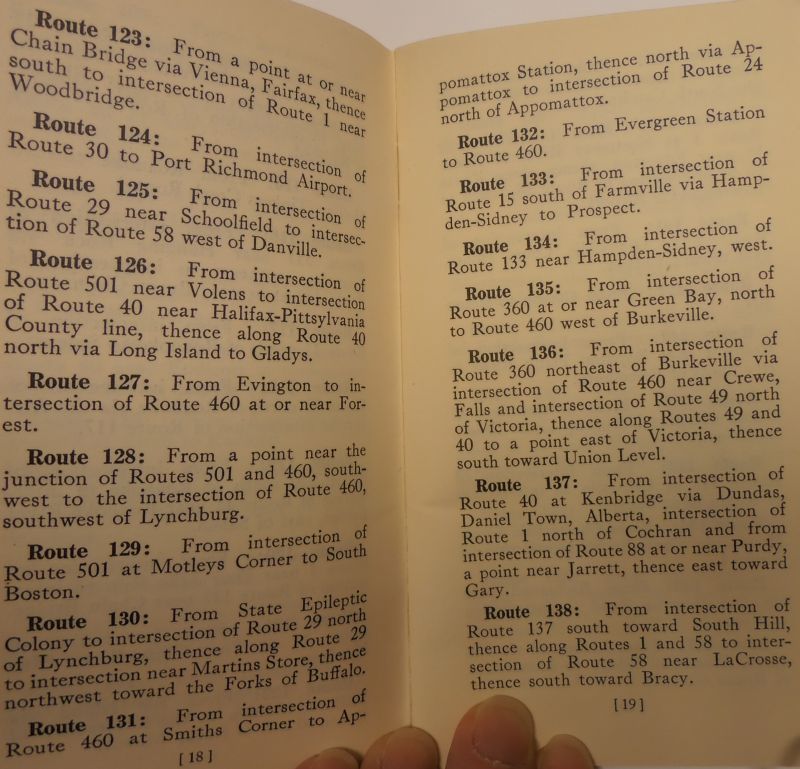 Route 123: From a point at or near
Chain Bridge via Vienna, Fairfax, thence
south to intersection of Route 1 near
Woodbridge.
Route 124: From intersection of
Route 30 to Port Richmond Airport.
Route 125: From intersection of
Route 29 near Schoolfield to intersec-
tion of Route 58 west of Danville.
Route 126: From intersection of
Route 501 near Volens to intersection
of Route 40 near Halifax-Pittsylvania
County line, thence along Route 40
north via Long Island to Gladys.
Route 127: From Evington to in-
tersection of Route 460 at or near For-
est.
Route 128: From a point near the
junction of Routes 501 and 460, south-
west to the intersection of Route 460,
southwest of Lynchburg.
Route 129: From intersection of
Route 501 at Motleys Corner to South
Boston.
Route 130: From State Epileptic
Colony to intersection of Route 29 north
of Lynchburg, thence along Route 29
to intersection near Martins Store, thence
northwest toward the Forks of Buffalo.
Route 131: From intersection of
Route 460 at Smiths Corner to Ap-
[18]
pomattox Station, thence north via Ap-
pomattox to intersection of Route 24
north of Appomattox.
Route 132: From Evergreen Station
to Route 460.
Route 133: From intersection of
Route 15 south of Farmville via Hamp-
den-Sidney to Prospect.
Route 134: From intersection of
Route 133 near Hampden-Sidney, west.
Route 135: From intersection of
Route 360 at or near Green Bay, north
to Route 460 west of Burkeville.
Route 136: From intersection of
Route 360 northeast of Burkeville via
intersection of Route 460 near Crewe,
Falls and intersection of Route 49 north
of Victoria, thence along Routes 49 and
40 to a point east of Victoria, thence
south toward Union Level.
Route 137: From intersection of
Route 40 at Kenbridge via Dundas,
Daniel Town, Alberta, intersection of
Route 1 north of Cochran and from
intersection of Route 88 at or near Purdy,
a point near Jarrett, thence east toward
Gary.
Route 138: From intersection of
Route 137 south toward South Hill,
thence along Routes 1 and 58 to inter-
section of Route 58 near LaCrosse,
thence south toward Bracy.
[19]